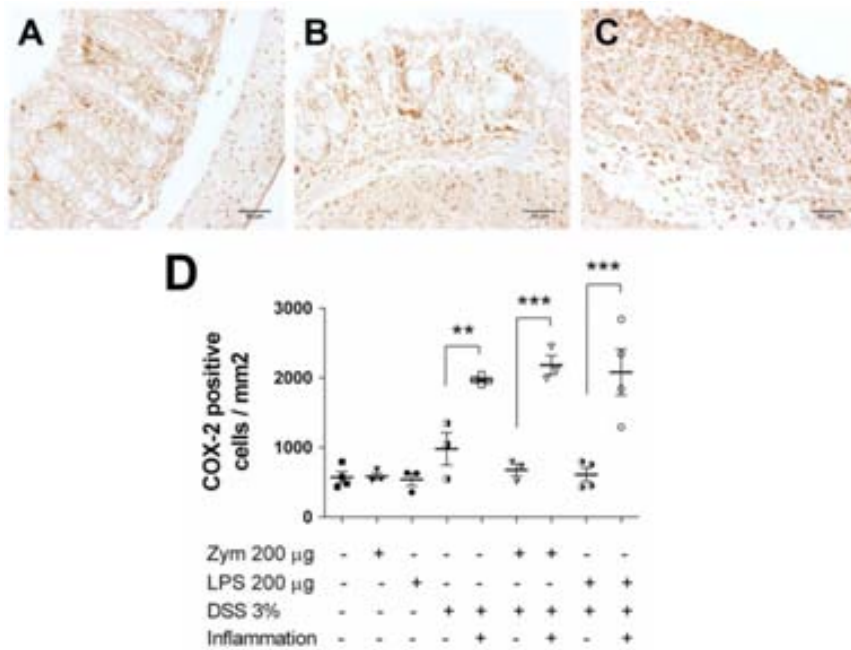 A
B
C
D
COX-2 positive
cells / mm2
3000
2000
1000
0
**
***
***
Zym 200 μg - + - - - + + - -
LPS 200 μg - - + - - - - + +
DSS 3% - - - + + + + + +
Inflammation - - - - + - + - +